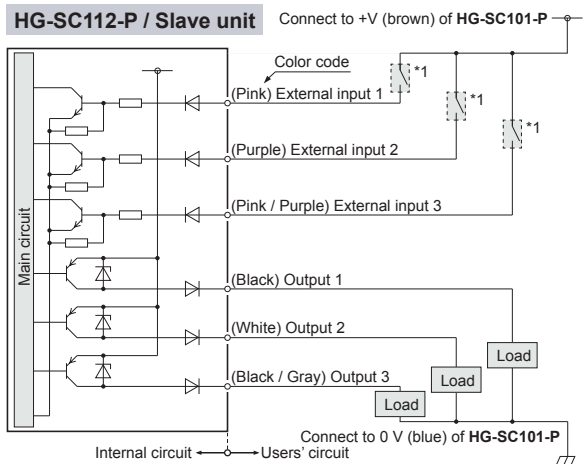 HG-SC112-P / Slave unit
Connect to +V (brown) of HG-SC101-P
Color code
(Pink) External input 1
*1
*1
(Purple) External input 2
*1
(Pink / Purple) External input 3
Main circuit
(Black) Output 1
(White) Output 2
Load
Load
(Black / Gray) Output 3
Load
Connect to 0 V (blue) of HG-SC101-P
Internal circuit
Users' circuit